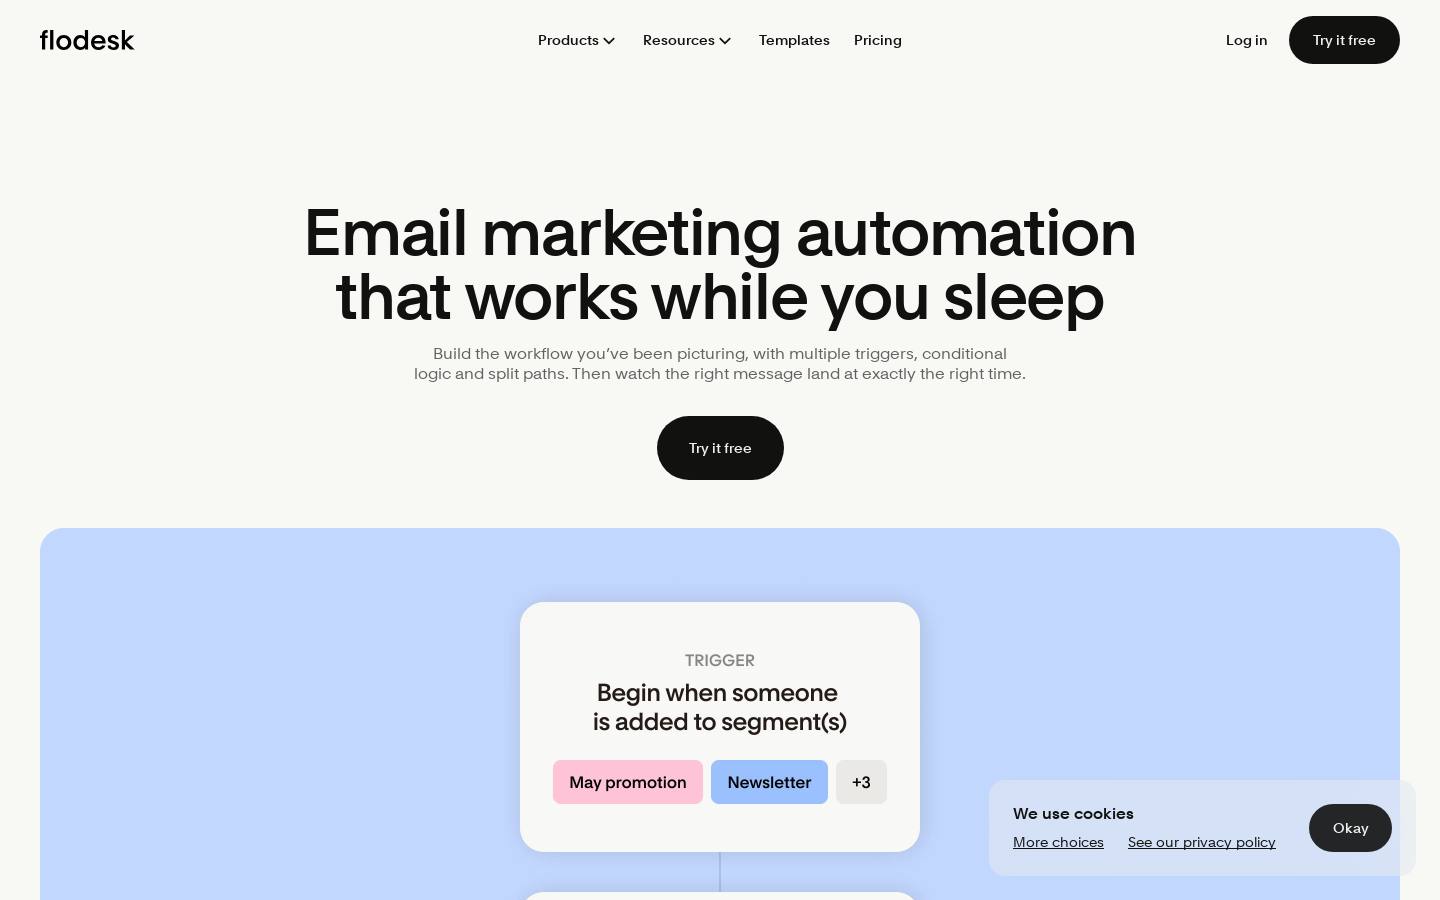 flodesk
Products
Resources
Templates
Pricing
Log in
Try it free
Email marketing automation
that works while you sleep
Build the workflow you’ve been picturing, with multiple triggers, conditional
logic and split paths. Then watch the right message land at exactly the right time.
Try it free
TRIGGER
Begin when someone
is added to segment(s)
May promotion
Newsletter
+3
We use cookies
More choices
See our privacy policy
Okay